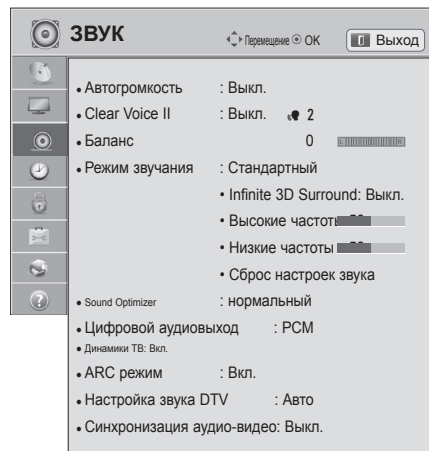 ЗВУК Перемещение OK Выход
• Автогромкость : Выкл.
• Clear Voice II : Выкл. 2
• Баланс 0 L R
• Режим звучания : Стандартный
• Infinite 3D Surround: Выкл.
• Высокие частоты
• Низкие частоты
• Сброс настроек звука
• Sound Optimizer : нормальный
• Цифровой аудиовыход : PCM
• Динамики ТВ: Вкл.
• ARC режим : Вкл.
• Настройка звука DTV : Авто
• Синхронизация аудио-видео: Выкл.